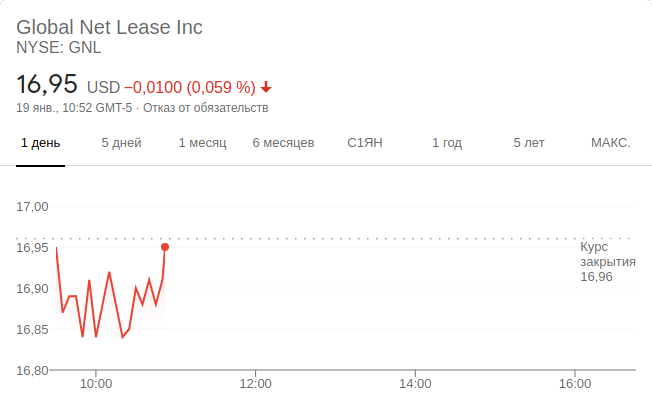 Global Net Lease Inc
NYSE: GNL
16,95 USD −0,0100 (0,059 %)
19 янв., 10:52 GMT-5 · Отказ от обязательств
1 день 5 дней 1 месяц 6 месяцев С1ЯН 1 год 5 лет МАКС.
17,00
16,95
16,90
16,85
16,80
Курс
закрытия
16,96
10:00 12:00 14:00 16:00